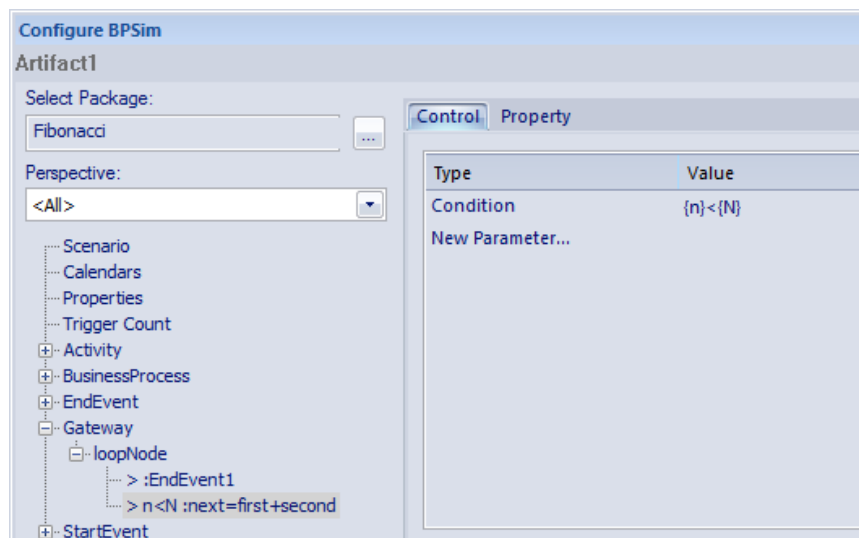 Configure BPSim
Artifact1
Select Package:
Fibonacci
...
Perspective:
<All>
Scenario
Calendars
Properties
Trigger Count
Activity
BusinessProcess
EndEvent
Gateway
loopNode
> :EndEvent1
> n<N :next=first+second
StartEvent
Control Property
Type Value
Condition {n}<{N}
New Parameter...